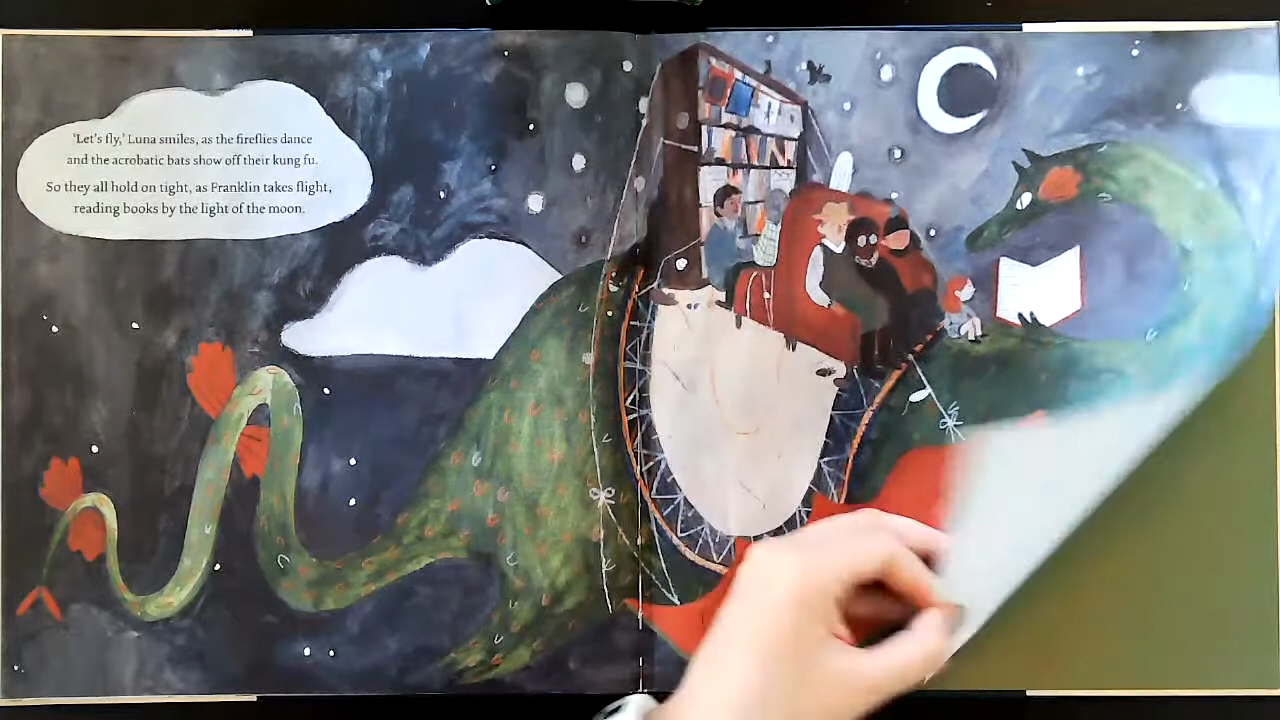 ‘Let’s fly,’ Luna smiles, as the fireflies dance
and the acrobatic bats show off their kung fu.
So they all hold on tight, as Franklin takes flight,
reading books by the light of the moon.